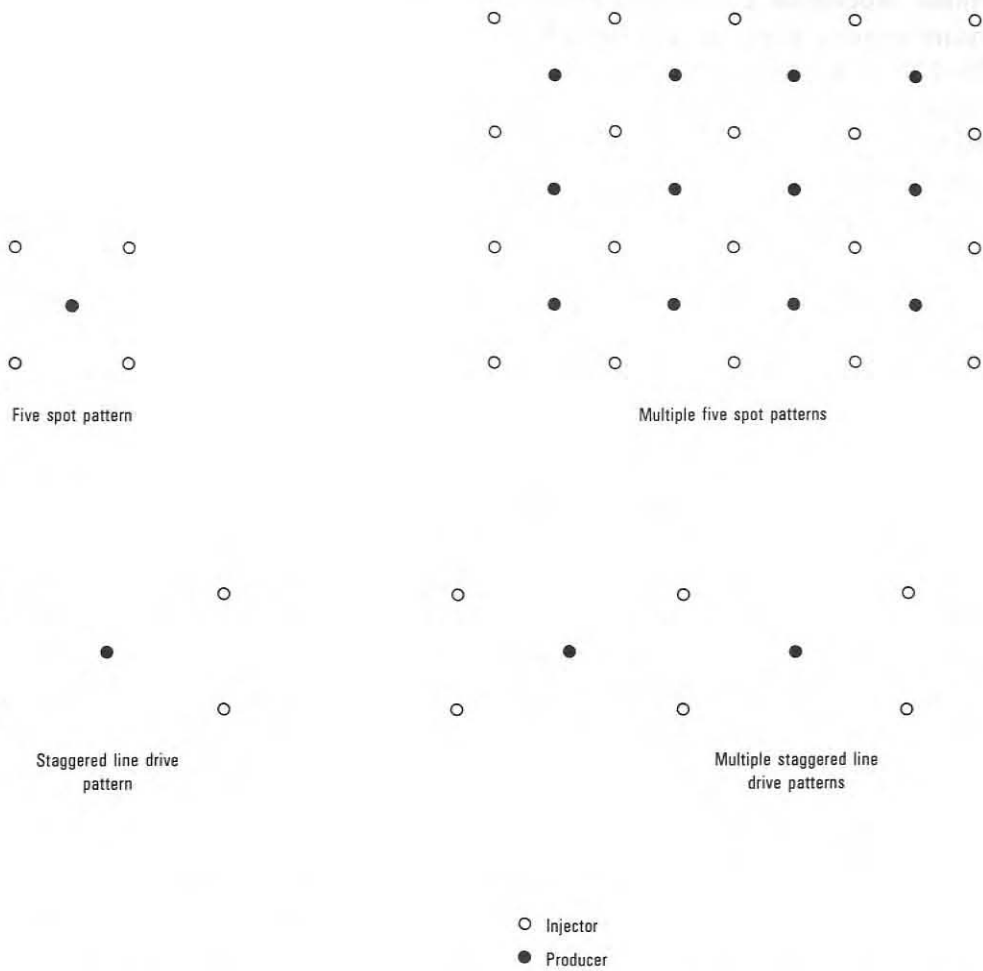 Five spot pattern
Multiple five spot patterns
Staggered line drive
pattern
Multiple staggered line
drive patterns
Injector
Producer